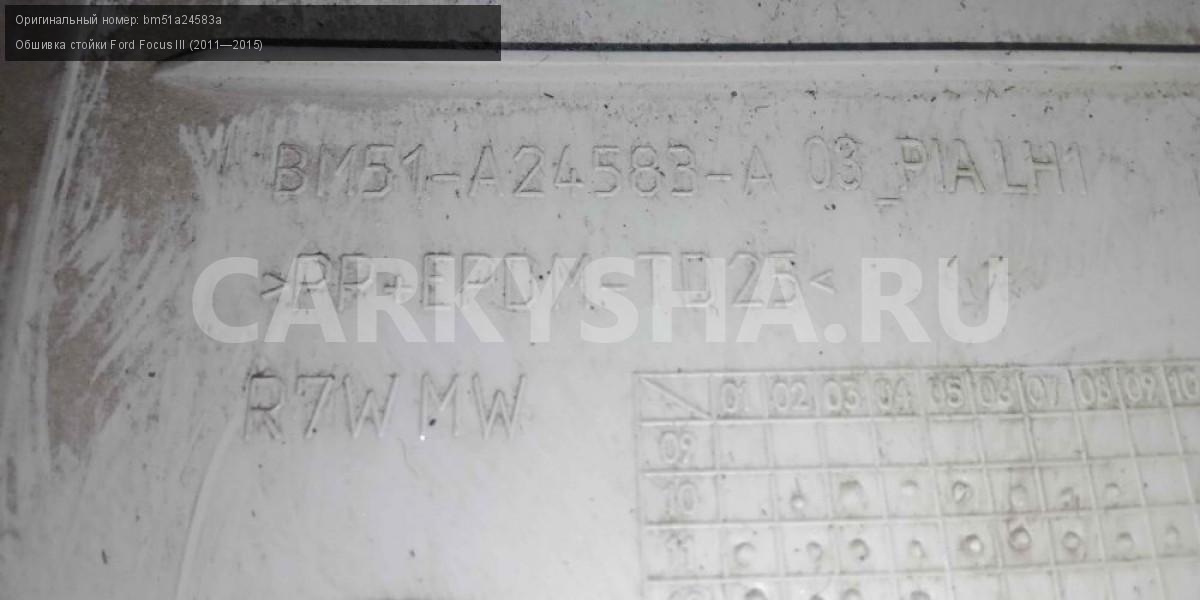 Оригинальный номер: bm51a24583a
Обшивка стойки Ford Focus III (2011—2015)
BM51-A24583-A 03_PIA LH1
>PP+EPDM-TD25<
CARKYSHA.RU
R7W MW
01 02 03 04 05 06 07 08 09 10
09
10
11